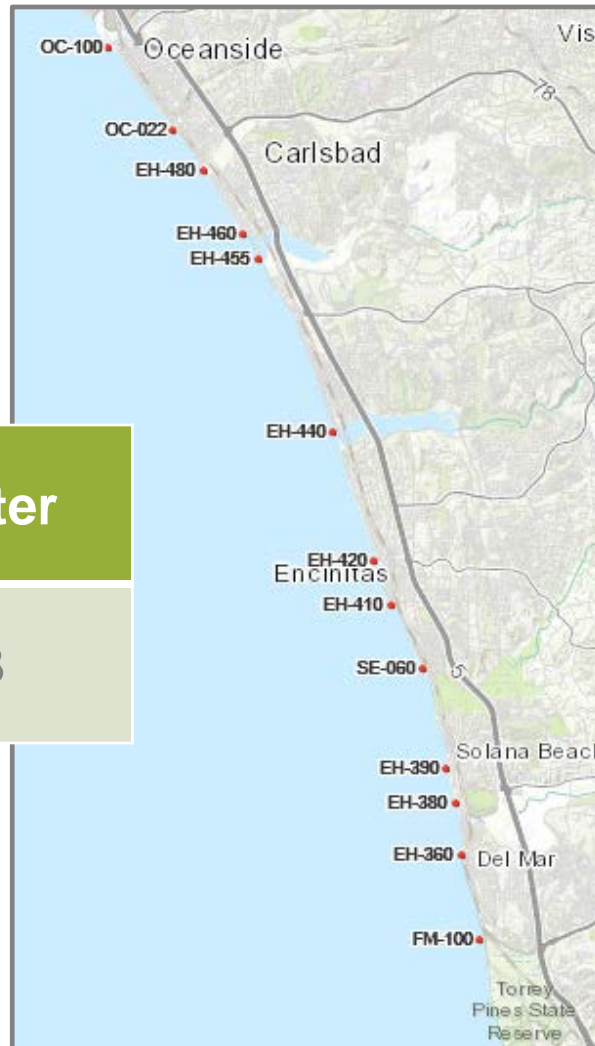 OC-100
Oceanside
Vis
78
OC-022
Carlsbad
EH-480
EH-460
EH-455
EH-440
ter
EH-420
Encinitas
EH-410
3
SE-060
5
Solana Beach
EH-390
EH-380
EH-360
Del Mar
FM-100
Torrey
Pines State
Reserve